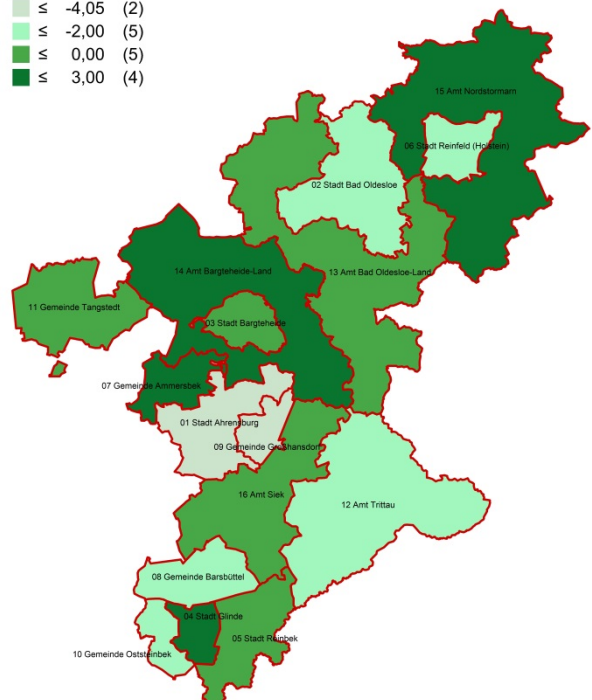 ≤ -4,05 (2)
≤ -2,00 (5)
≤ 0,00 (5)
≤ 3,00 (4)
15 Amt Nordstormarn
06 Stadt Reinfeld (Holstein)
02 Stadt Bad Oldesloe
14 Amt Bargteheide-Land
13 Amt Bad Oldesloe-Land
11 Gemeinde Tangstedt
03 Stadt Bargteheide
07 Gemeinde Ammersbek
01 Stadt Ahrensburg
09 Gemeinde Großhansdorf
16 Amt Siek
12 Amt Trittau
08 Gemeinde Barsbüttel
04 Stadt Glinde
05 Stadt Reinbek
10 Gemeinde Oststeinbek